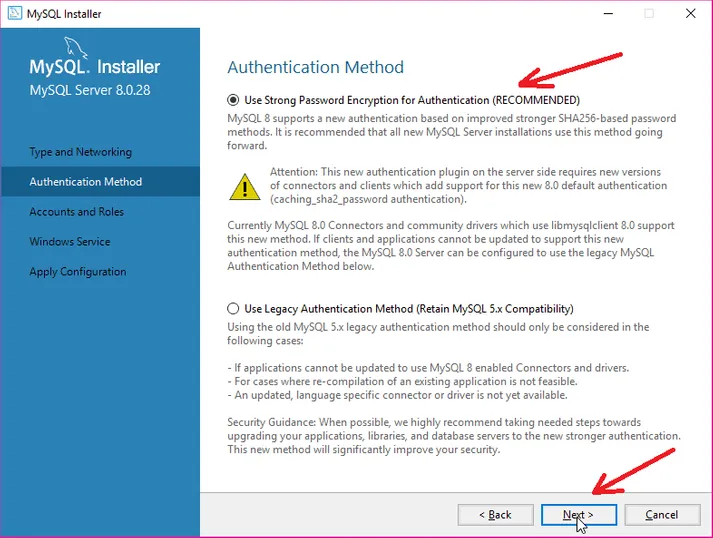 MySQL Installer
MySQL. Installer
MySQL Server 8.0.28
Type and Networking
Authentication Method
Accounts and Roles
Windows Service
Apply Configuration
Authentication Method
Use Strong Password Encryption for Authentication (RECOMMENDED)
MySQL 8 supports a new authentication based on improved stronger SHA256-based password
methods. It is recommended that all new MySQL Server installations use this method going
forward.
Attention: This new authentication plugin on the server side requires new versions
of connectors and clients which add support for this new 8.0 default authentication
(caching_sha2_password authentication).
Currently MySQL 8.0 Connectors and community drivers which use libmysqlclient 8.0 support
this new method. If clients and applications cannot be updated to support this new
authentication method, the MySQL 8.0 Server can be configured to use the legacy MySQL
Authentication Method below.
Use Legacy Authentication Method (Retain MySQL 5.x Compatibility)
Using the old MySQL 5.x legacy authentication method should only be considered in the
following cases:
- If applications cannot be updated to use MySQL 8 enabled Connectors and drivers.
- For cases where re-compilation of an existing application is not feasible.
- An updated, language specific connector or driver is not yet available.
Security Guidance: When possible, we highly recommend taking needed steps towards
upgrading your applications, libraries, and database servers to the new stronger authentication.
This new method will significantly improve your security.
< Back
Next >
Cancel